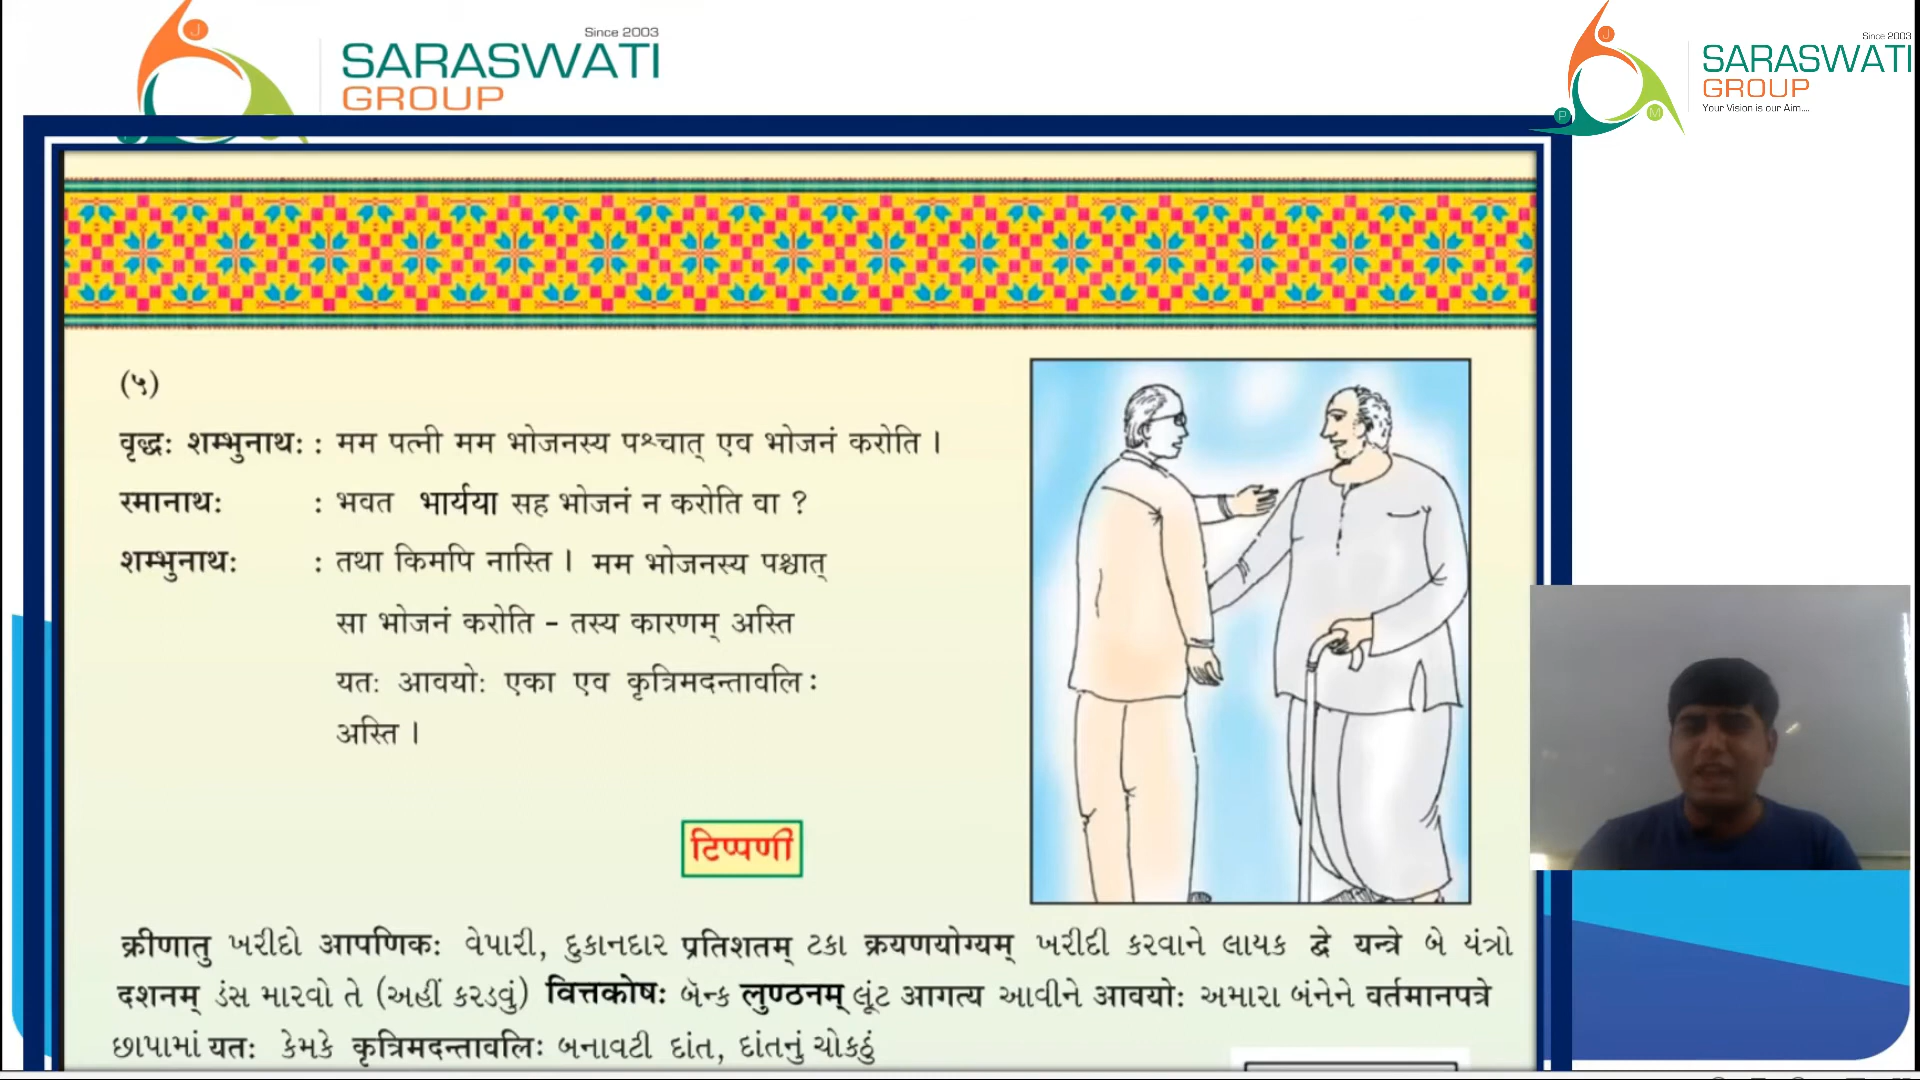 Since 2003
SARASWATI
GROUP
Since 2003
SARASWATI
GROUP
Your Vision is our Aim....
J
J
P
M
(५)
वृद्धः शम्भुनाथः : मम पत्नी मम भोजनस्य पश्चात् एव भोजनं करोति ।
रमानाथः : भवत भार्यया सह भोजनं न करोति वा ?
शम्भुनाथः : तथा किमपि नास्ति । मम भोजनस्य पश्चात्
सा भोजनं करोति - तस्य कारणम् अस्ति
यतः आवयोः एका एव कृत्रिमदन्तावलिः
अस्ति ।
टिप्पणी
क्रीणातु ખરીદો आपणिकः વેપારી, દુકાનદાર प्रतिशतम् ટકા क्रयणयोग्यम् ખરીદી કરવાને લાયક द्वे यन्त्रे બે યંત્રો
दशनम् ડંસ મારવો તે (અહીં કરડવું) वित्तकोषः બૅન્ક लुण्ठनम् લૂંટ आगत्य આવીને आवयोः અમારા બંનેને वर्तमानपत्रे
છાપામાં यतः કેમકે कृत्रिमदन्तावलिः બનાવટી દાંત, દાંતનું ચોકઠું